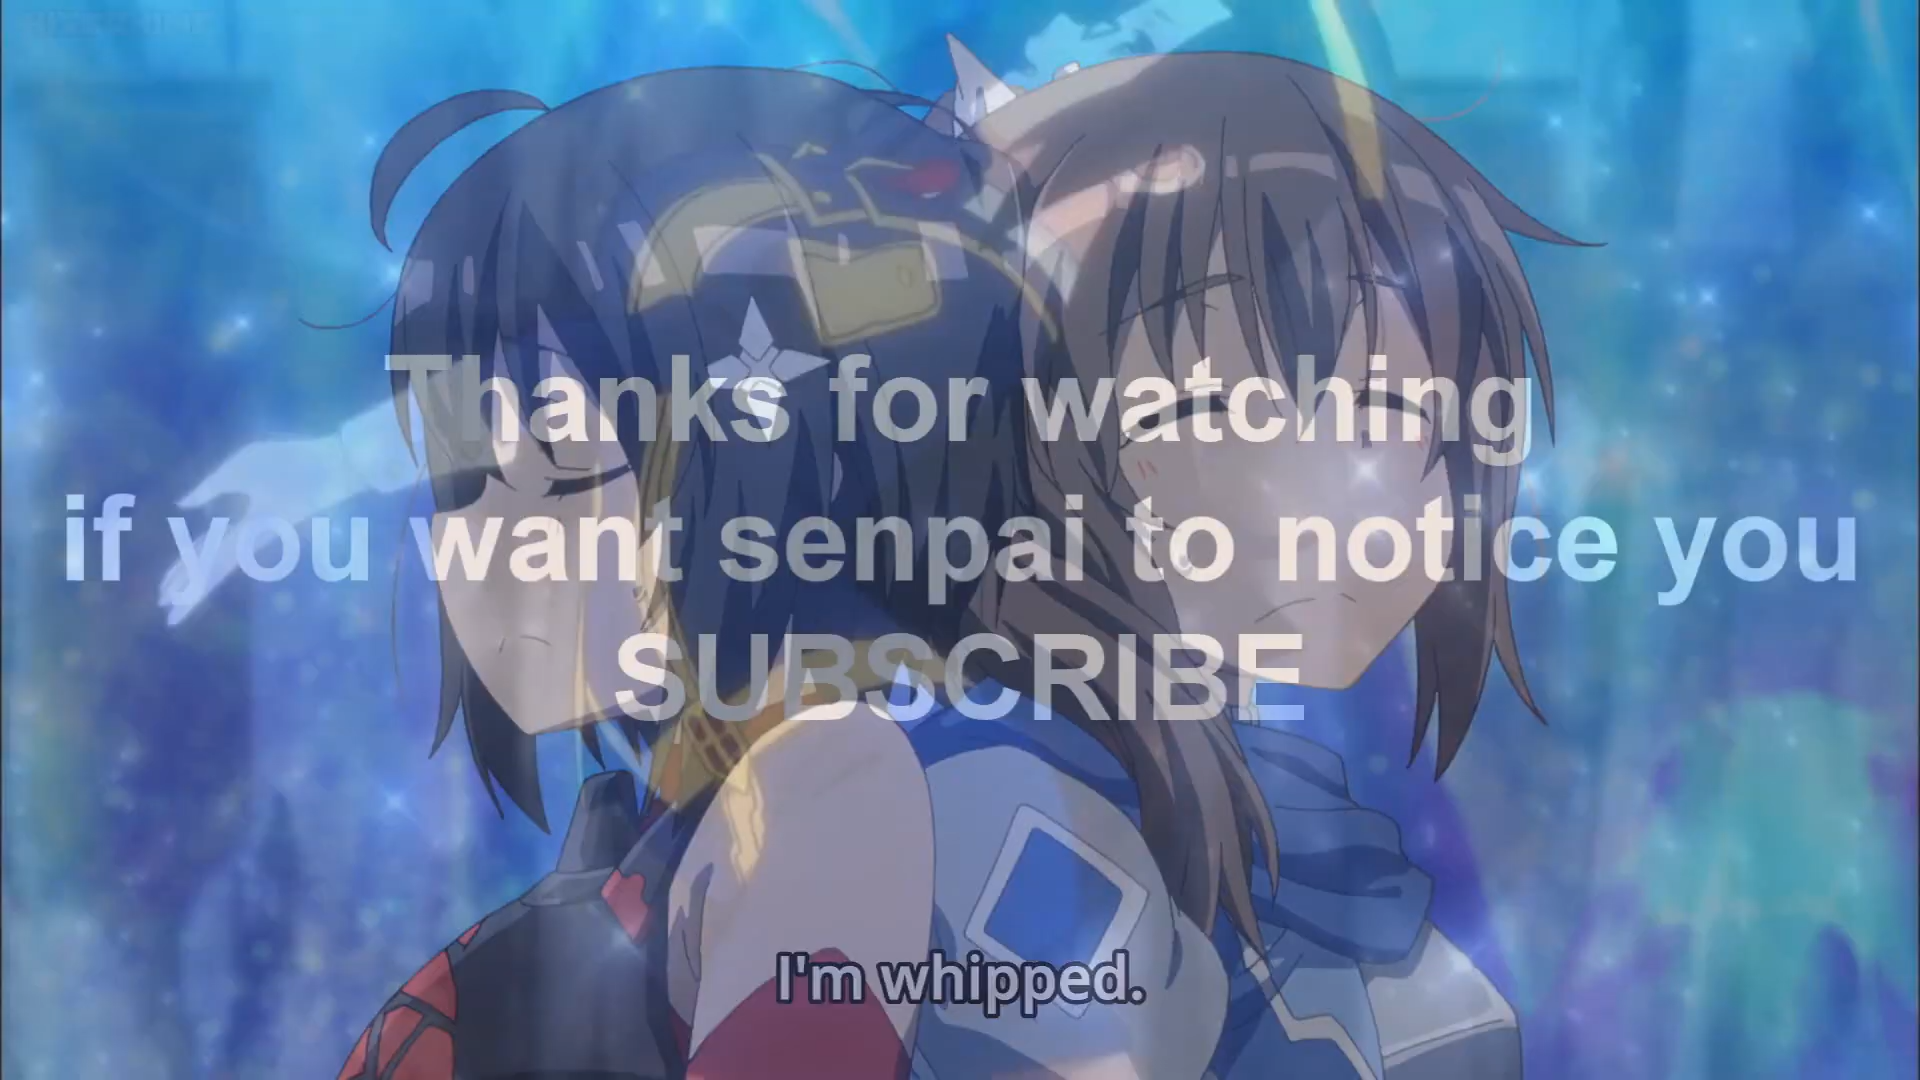 Thanks for watching
if you want senpai to notice you
SUBSCRIBE
I'm whipped.